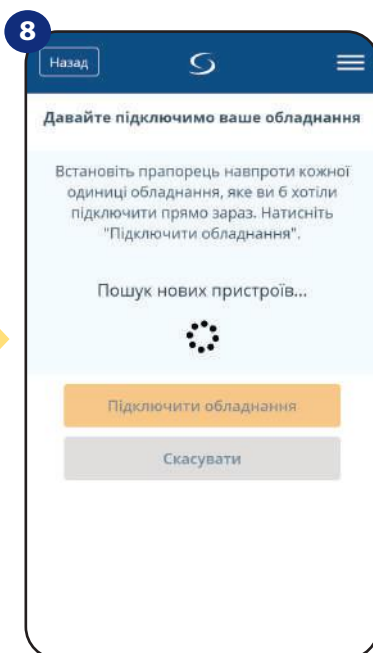 8
Назад
Давайте підключимо ваше обладнання
Встановіть прапорець навпроти кожної
одиниці обладнання, яке ви б хотіли
підключити прямо зараз. Натисніть
"Підключити обладнання".
Пошук нових пристроїв...
Підключити обладнання
Скасувати